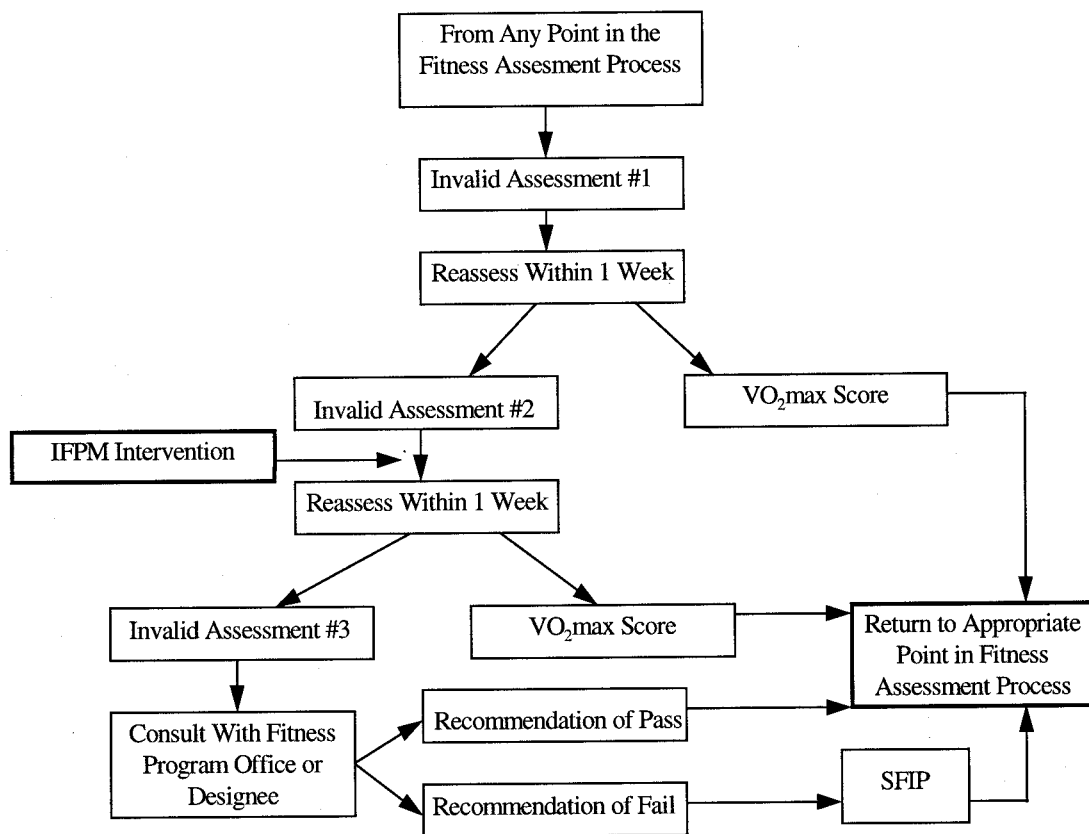 From Any Point in the
Fitness Assesment Process
Invalid Assessment #1
Reassess Within 1 Week
Invalid Assessment #2
VO₂max Score
IFPM Intervention
Reassess Within 1 Week
Invalid Assessment #3
VO₂max Score
Return to Appropriate
Point in Fitness
Assessment Process
Consult With Fitness
Program Office or
Designee
Recommendation of Pass
Recommendation of Fail
SFIP